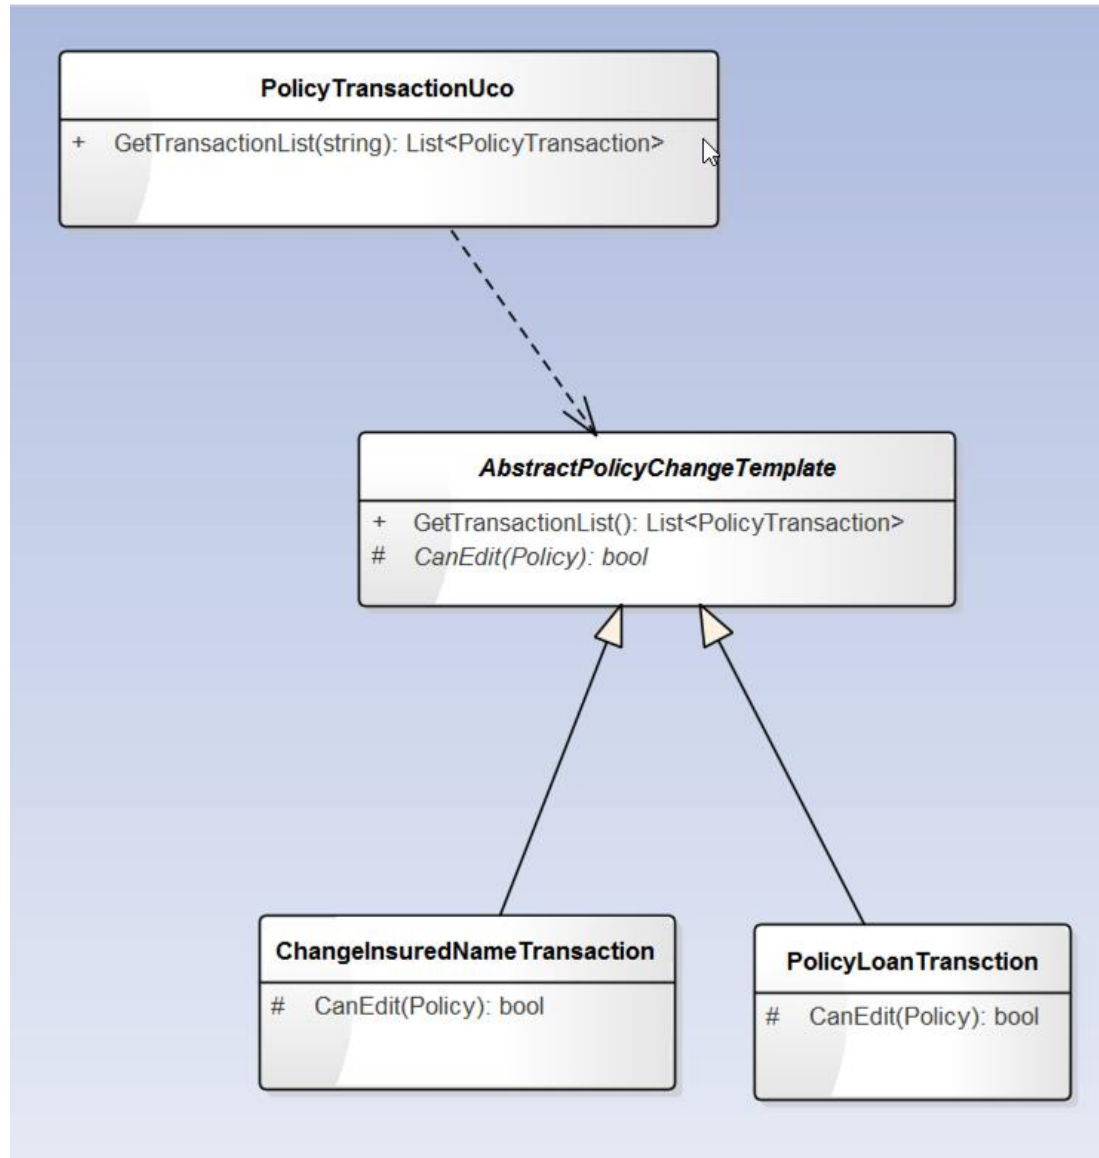 PolicyTransactionUco
+ GetTransactionList(string): List<PolicyTransaction>
AbstractPolicyChangeTemplate
+ GetTransactionList(): List<PolicyTransaction>
# CanEdit(Policy): bool
ChangeInsuredNameTransaction
# CanEdit(Policy): bool
PolicyLoanTransction
# CanEdit(Policy): bool